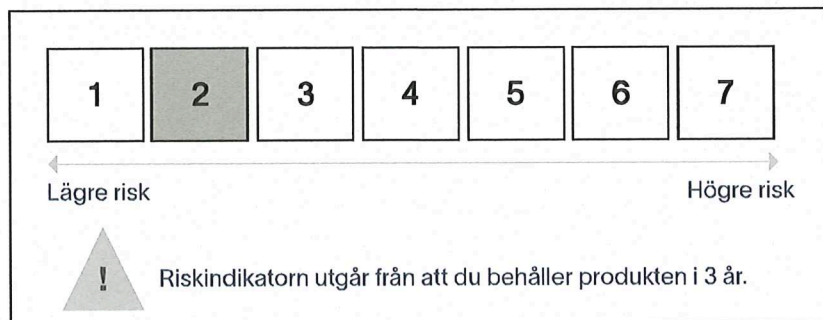 1 2 3 4 5 6 7
Lägre risk Högre risk
! Riskindikatorn utgår från att du behåller produkten i 3 år.